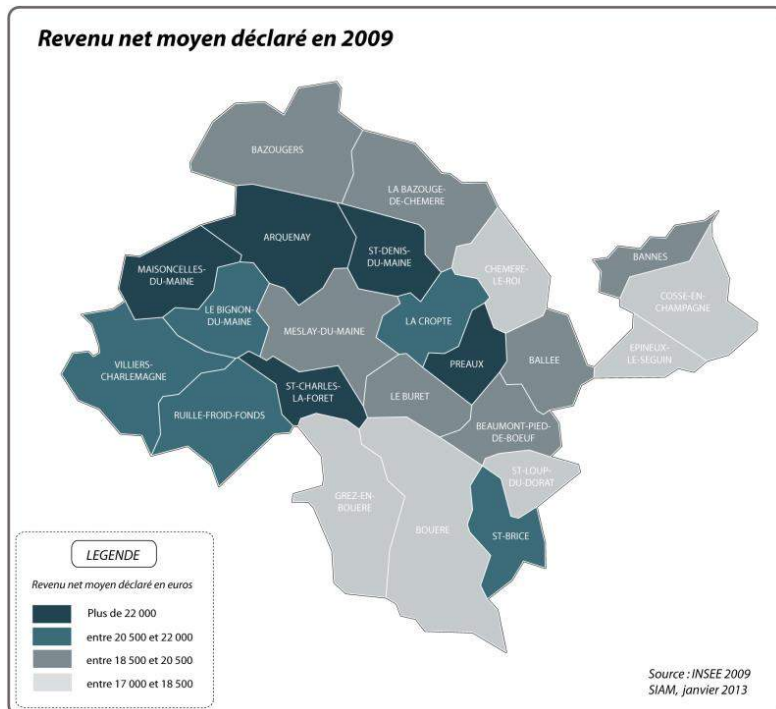 Revenu net moyen déclaré en 2009
BAZOUGERS
LA BAZOUGE-
DE-CHEMERE
ARQUENAY
ST-DENIS-
DU-MAINE
CHEMERE-
LE-ROI
BANNES
MAISONCELLES-
DU-MAINE
COSSE-EN-
CHAMPAGNE
LE BIGNON-
DU-MAINE
LA CROPTE
MESLAY-DU-MAINE
EPINEUX-
LE-SEGUIN
VILLIERS-
CHARLEMAGNE
PREAUX
BALLEE
ST-CHARLES-
LA-FORET
LE BURET
RUILLE-FROID-FONDS
BEAUMONT-PIED-
DE-BOEUF
ST-LOUP-
DU-DORAT
GREZ-EN-
BOUERE
BOUERE
ST-BRICE
LEGENDE
Revenu net moyen déclaré en euros
Plus de 22 000
entre 20 500 et 22 000
entre 18 500 et 20 500
entre 17 000 et 18 500
Source : INSEE 2009
SIAM, janvier 2013